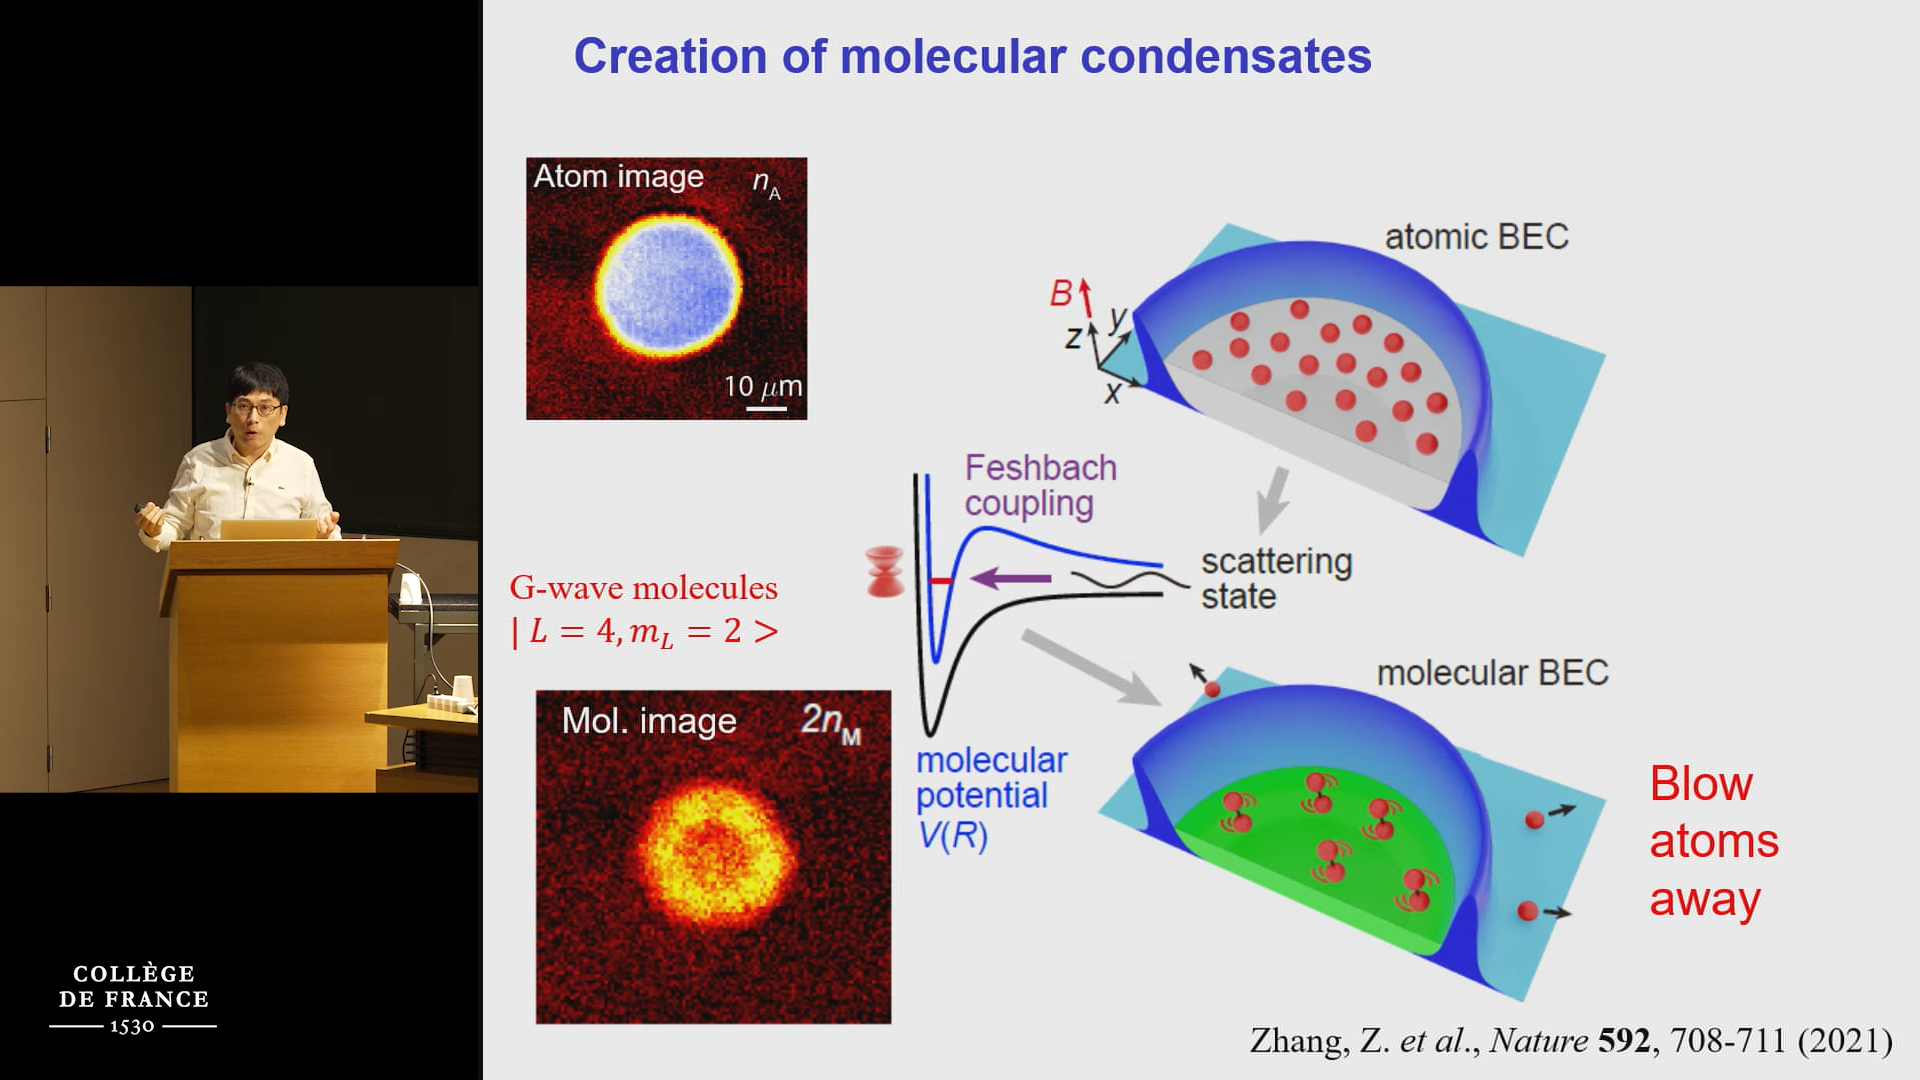 Creation of molecular condensates
Atom image n_A
10 μm
atomic BEC
B
z
y
x
Feshbach
coupling
scattering
state
G-wave molecules
| L = 4, m_L = 2 >
molecular BEC
Mol. image 2n_M
molecular
potential
V(R)
Blow
atoms
away
Zhang, Z. et al., Nature 592, 708-711 (2021)
COLLÈGE
DE FRANCE
1530